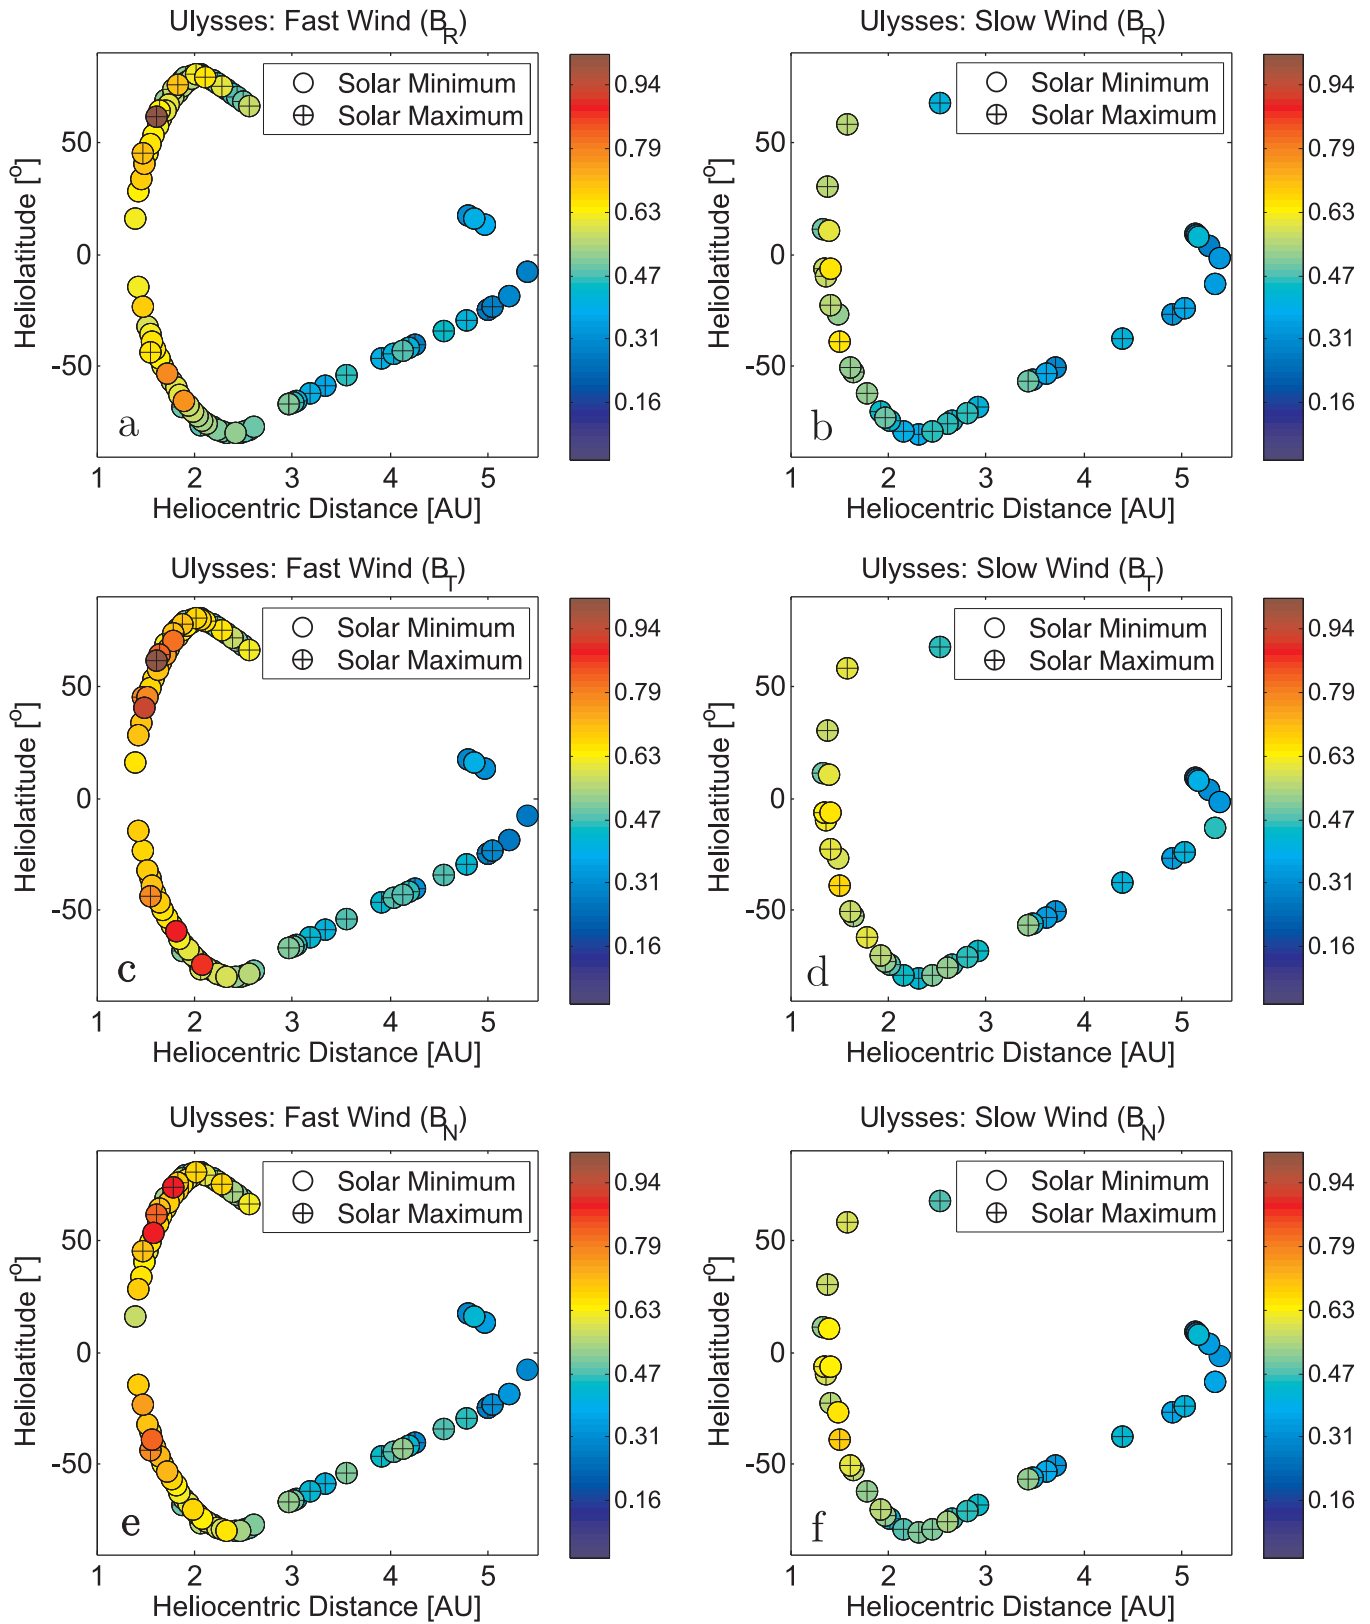 Ulysses: Fast Wind (B_R)
Solar Minimum
Solar Maximum
50
0
-50
Heliolatitude [°]
a
1 2 3 4 5
Heliocentric Distance [AU]
0.94
0.79
0.63
0.47
0.31
0.16
Ulysses: Slow Wind (B_R)
Solar Minimum
Solar Maximum
50
0
-50
Heliolatitude [°]
b
1 2 3 4 5
Heliocentric Distance [AU]
0.94
0.79
0.63
0.47
0.31
0.16
Ulysses: Fast Wind (B_T)
Solar Minimum
Solar Maximum
50
0
-50
Heliolatitude [°]
c
1 2 3 4 5
Heliocentric Distance [AU]
0.94
0.79
0.63
0.47
0.31
0.16
Ulysses: Slow Wind (B_T)
Solar Minimum
Solar Maximum
50
0
-50
Heliolatitude [°]
d
1 2 3 4 5
Heliocentric Distance [AU]
0.94
0.79
0.63
0.47
0.31
0.16
Ulysses: Fast Wind (B_N)
Solar Minimum
Solar Maximum
50
0
-50
Heliolatitude [°]
e
1 2 3 4 5
Heliocentric Distance [AU]
0.94
0.79
0.63
0.47
0.31
0.16
Ulysses: Slow Wind (B_N)
Solar Minimum
Solar Maximum
50
0
-50
Heliolatitude [°]
f
1 2 3 4 5
Heliocentric Distance [AU]
0.94
0.79
0.63
0.47
0.31
0.16